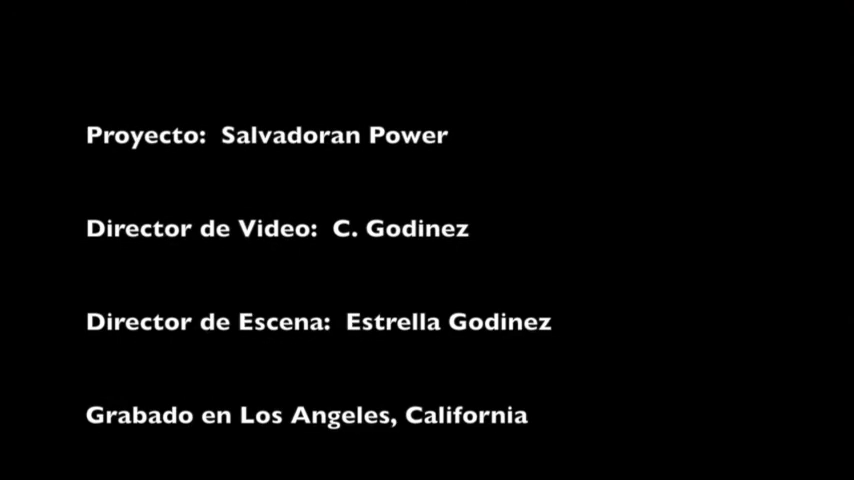 Proyecto: Salvadoran Power
Director de Video: C. Godinez
Director de Escena: Estrella Godinez
Grabado en Los Angeles, California